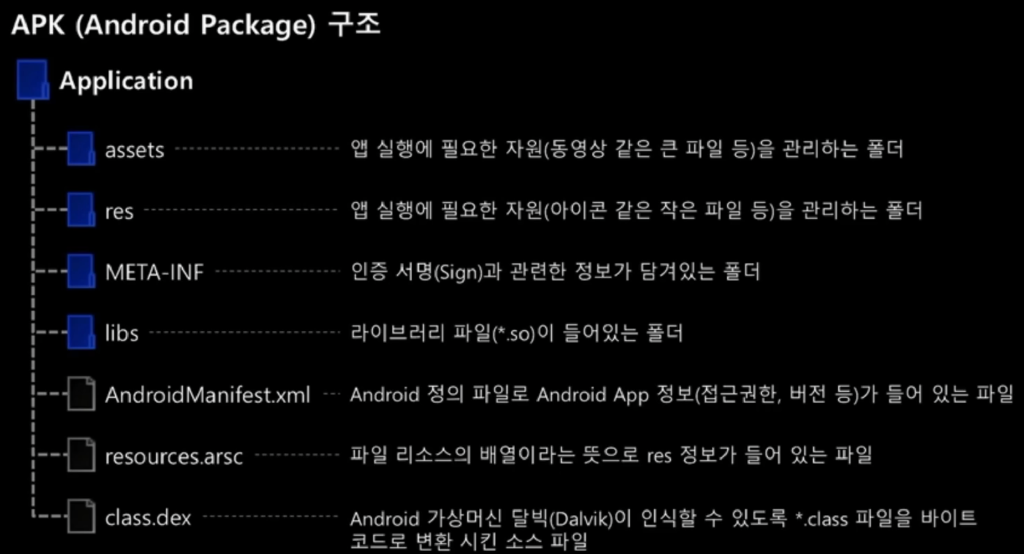 APK (Android Package) 구조
Application
assets 앱 실행에 필요한 자원(동영상 같은 큰 파일 등)을 관리하는 폴더
res 앱 실행에 필요한 자원(아이콘 같은 작은 파일 등)을 관리하는 폴더
META-INF 인증 서명(Sign)과 관련한 정보가 담겨있는 폴더
libs 라이브러리 파일(*.so)이 들어있는 폴더
AndroidManifest.xml Android 정의 파일로 Android App 정보(접근권한, 버전 등)가 들어 있는 파일
resources.arsc 파일 리소스의 배열이라는 뜻으로 res 정보가 들어 있는 파일
class.dex Android 가상머신 달빅(Dalvik)이 인식할 수 있도록 *.class 파일을 바이트
코드로 변환 시킨 소스 파일